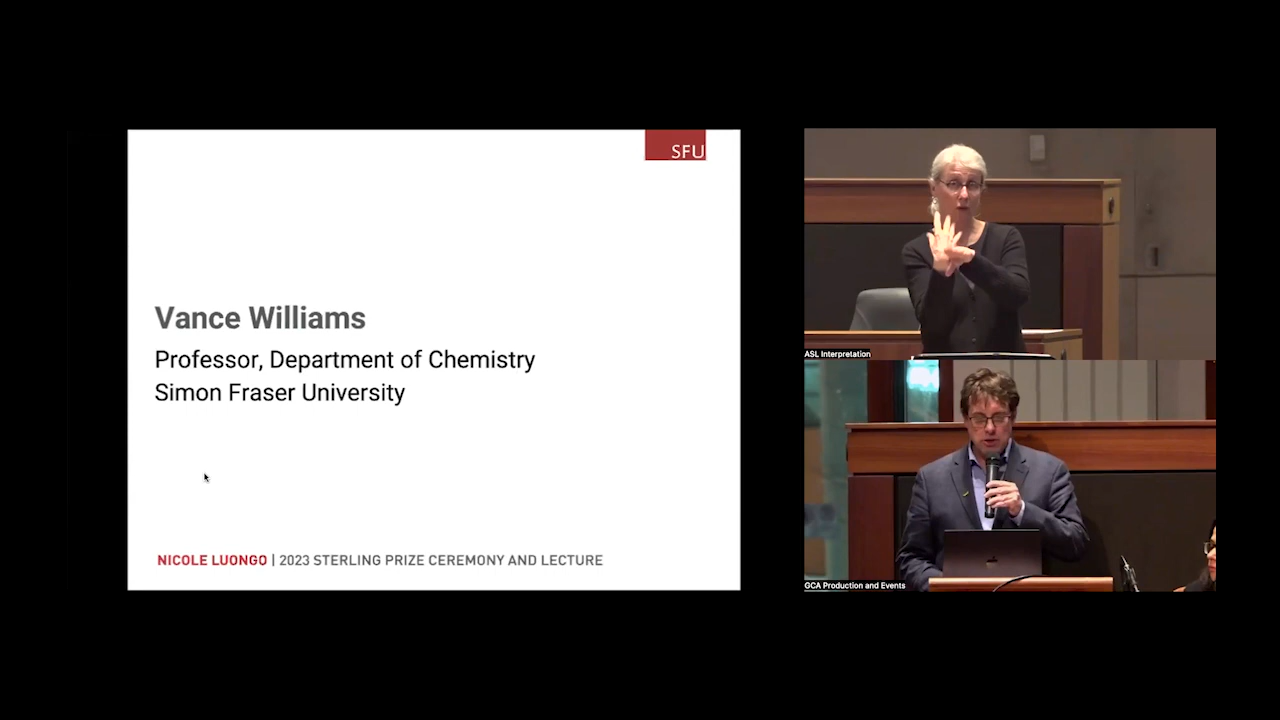 SFU
Vance Williams
Professor, Department of Chemistry
Simon Fraser University
NICOLE LUONGO | 2023 STERLING PRIZE CEREMONY AND LECTURE
ASL Interpretation
GCA Production and Events